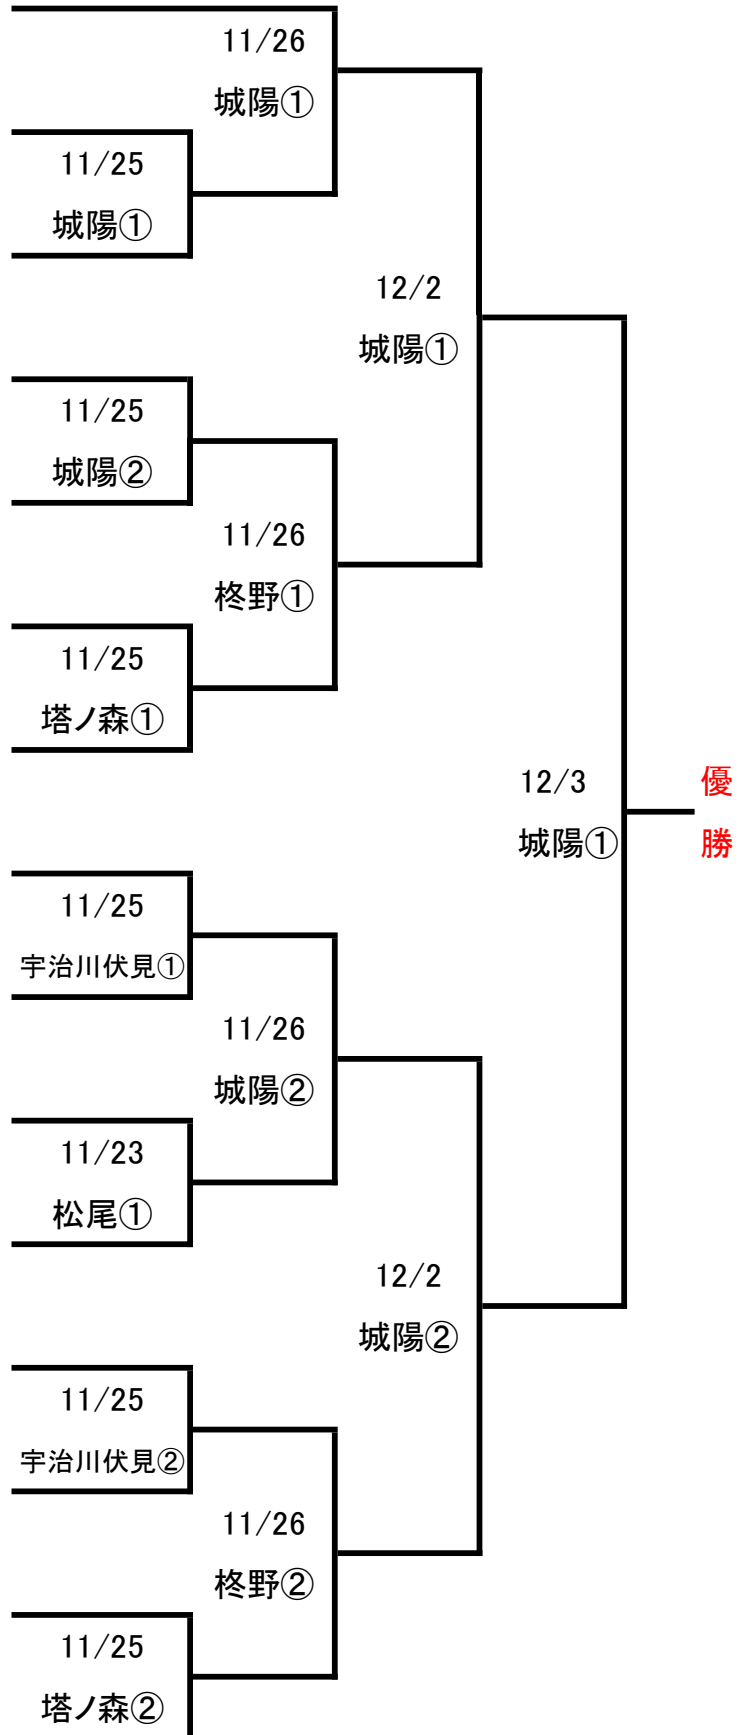 11/26
城陽①
11/25
城陽①
12/2
城陽①
11/25
城陽②
11/26
柊野①
11/25
塔ノ森①
12/3
城陽①
優
勝
11/25
宇治川伏見①
11/26
城陽②
11/23
松尾①
12/2
城陽②
11/25
宇治川伏見②
11/26
柊野②
11/25
塔ノ森②